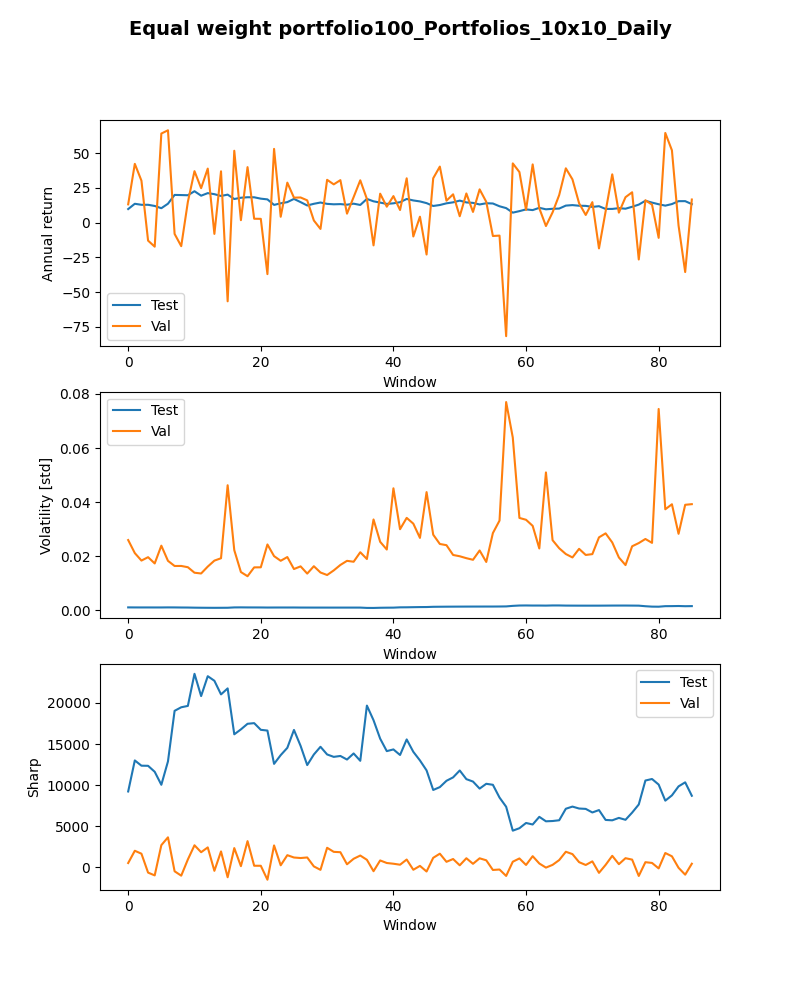 Equal weight portfolio100_Portfolios_10x10_Daily
Annual return
50
25
0
−25
−50
−75
Test
Val
0 20 40 60 80
Window
Volatility [std]
0.08
0.06
0.04
0.02
0.00
Test
Val
0 20 40 60 80
Window
Sharp
20000
15000
10000
5000
0
Test
Val
0 20 40 60 80
Window